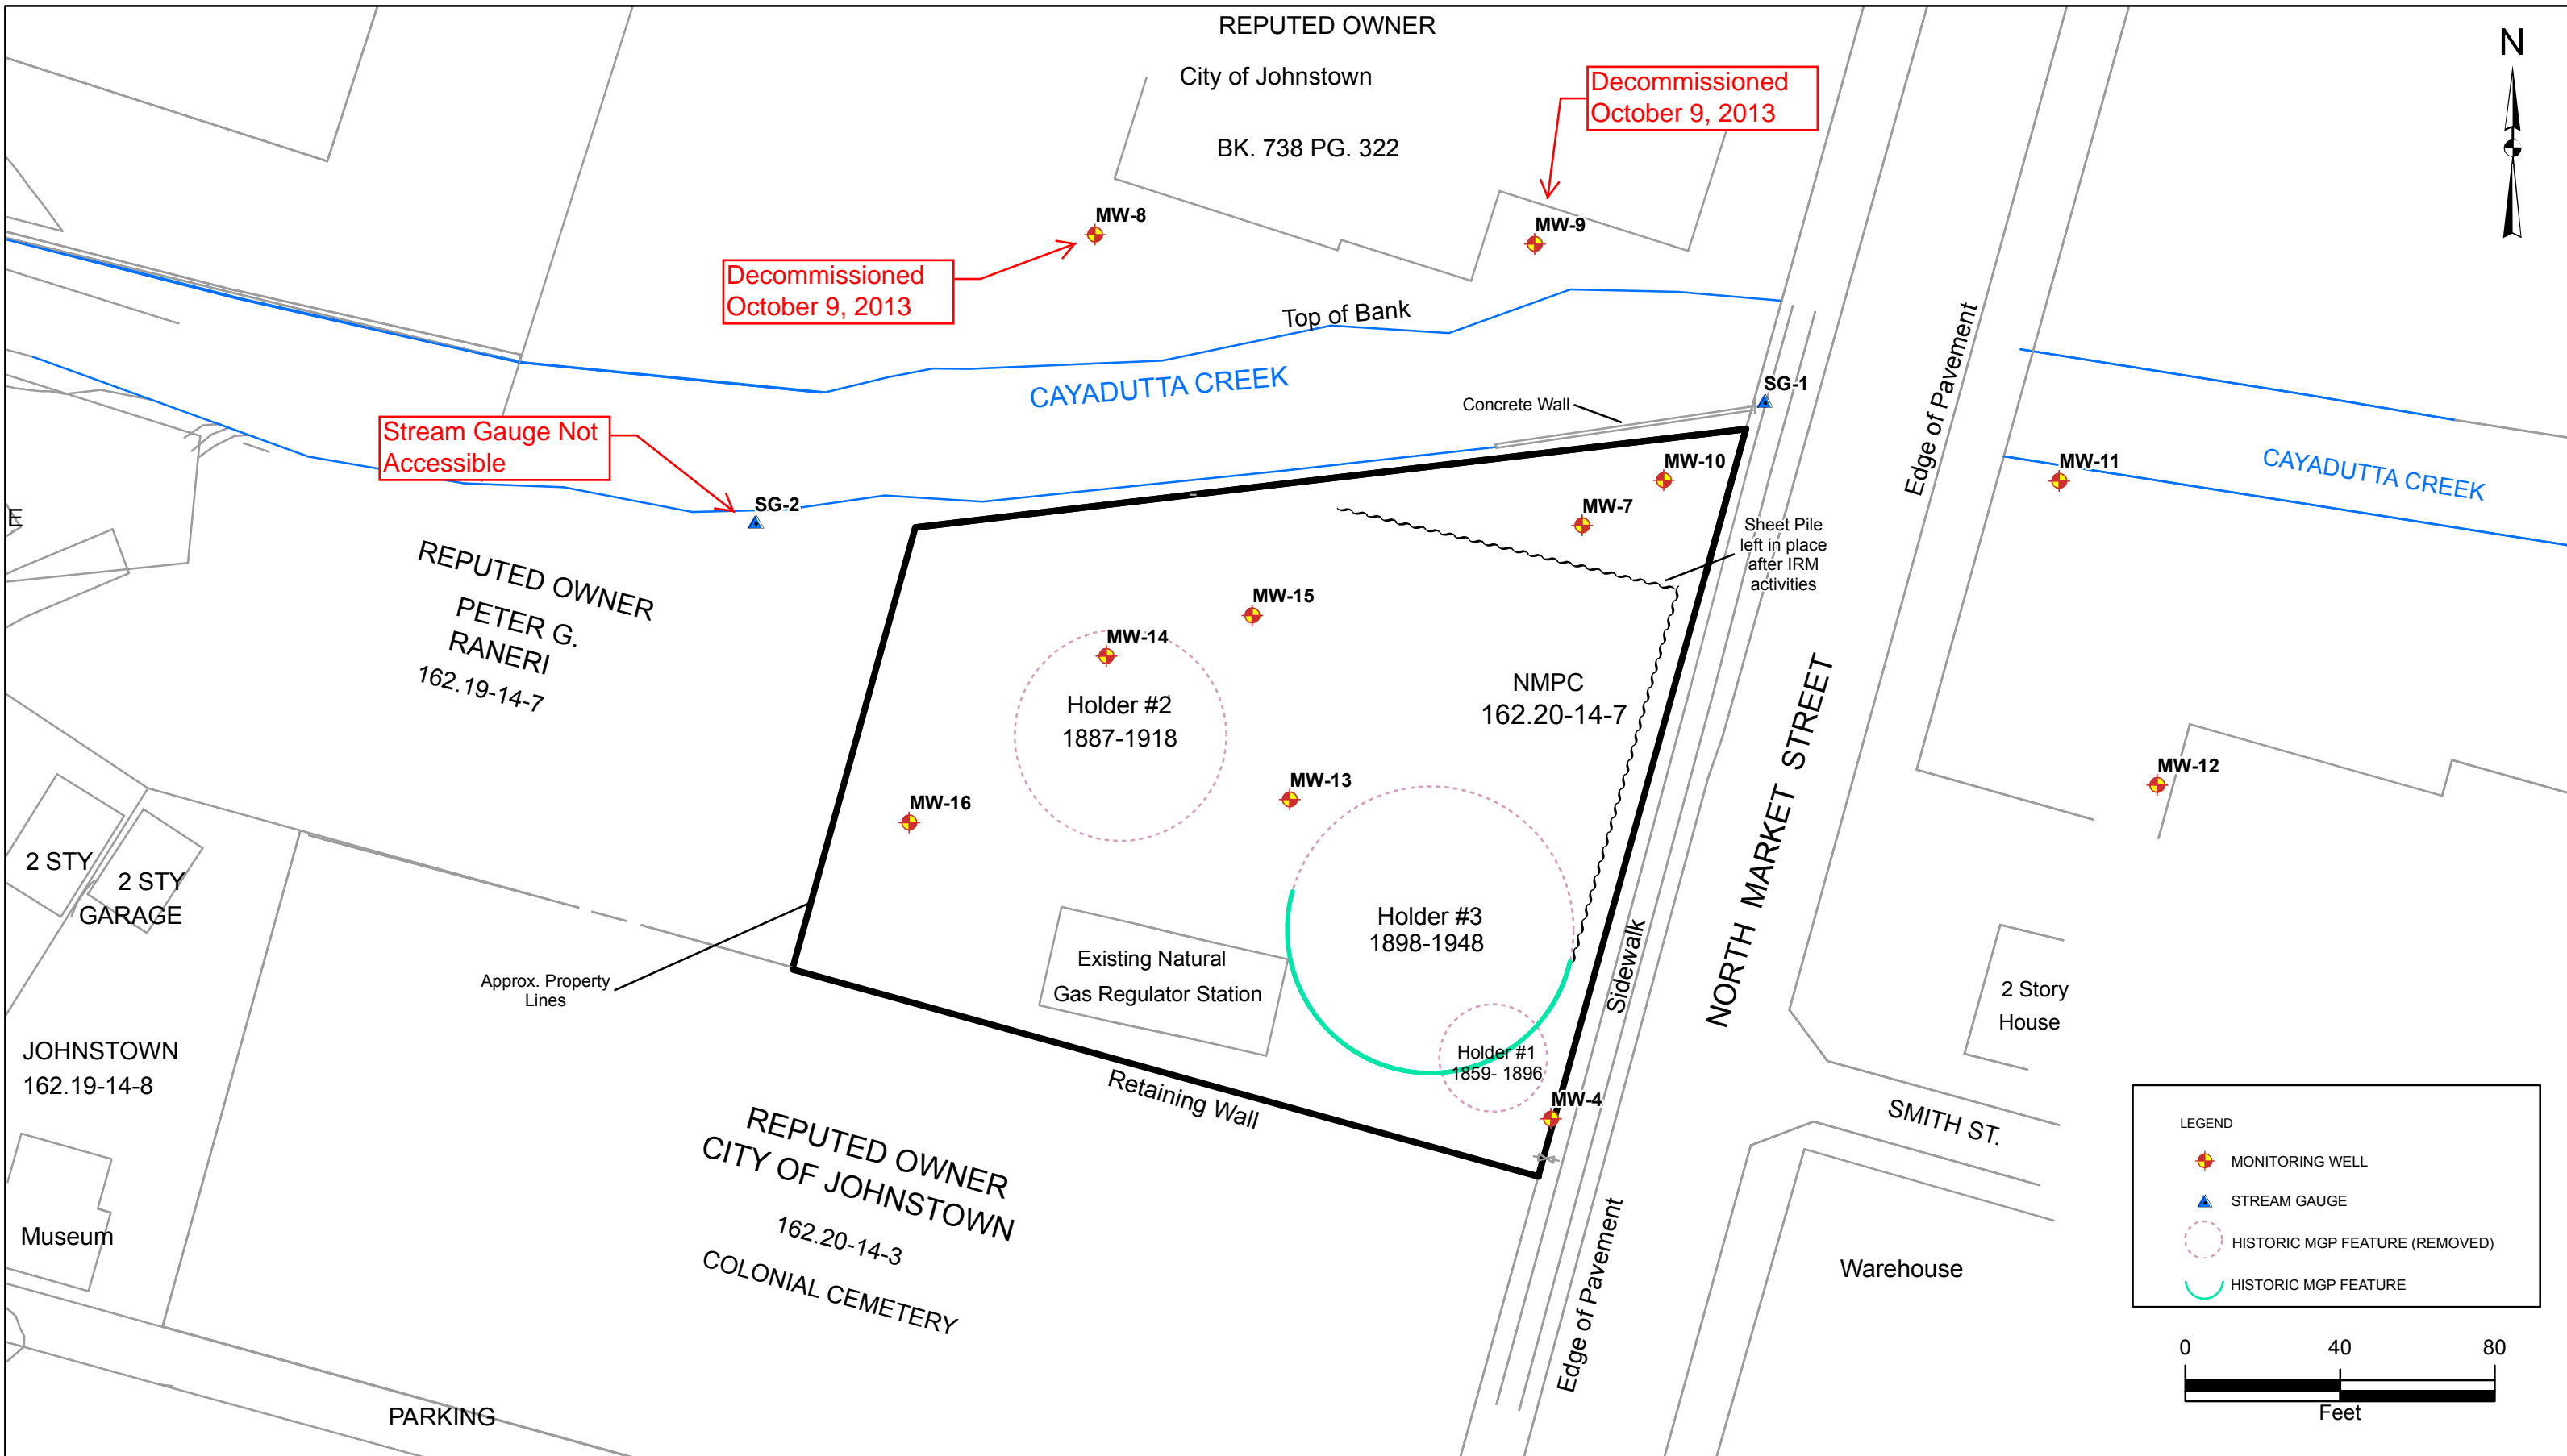 REPUTED OWNER
City of Johnstown
BK. 738 PG. 322
N
Decommissioned
October 9, 2013
MW-8
MW-9
Decommissioned
October 9, 2013
Top of Bank
CAYADUTTA CREEK
Concrete Wall
SG-1
Edge of Pavement
Stream Gauge Not
Accessible
SG-2
MW-10
MW-7
MW-11
CAYADUTTA CREEK
E
Sheet Pile
left in place
after IRM
activities
REPUTED OWNER
PETER G.
RANERI
162.19-14-7
MW-15
MW-14
Holder #2
1887-1918
NMPC
162.20-14-7
NORTH MARKET STREET
MW-12
MW-13
MW-16
2 STY
2 STY
GARAGE
Holder #3
1898-1948
Existing Natural
Gas Regulator Station
Sidewalk
Approx. Property
Lines
2 Story
House
JOHNSTOWN
162.19-14-8
Holder #1
1859- 1896
MW-4
Retaining Wall
SMITH ST.
REPUTED OWNER
CITY OF JOHNSTOWN
162.20-14-3
COLONIAL CEMETERY
Museum
Edge of Pavement
Warehouse
PARKING
LEGEND
MONITORING WELL
STREAM GAUGE
HISTORIC MGP FEATURE (REMOVED)
HISTORIC MGP FEATURE
0 40 80
Feet